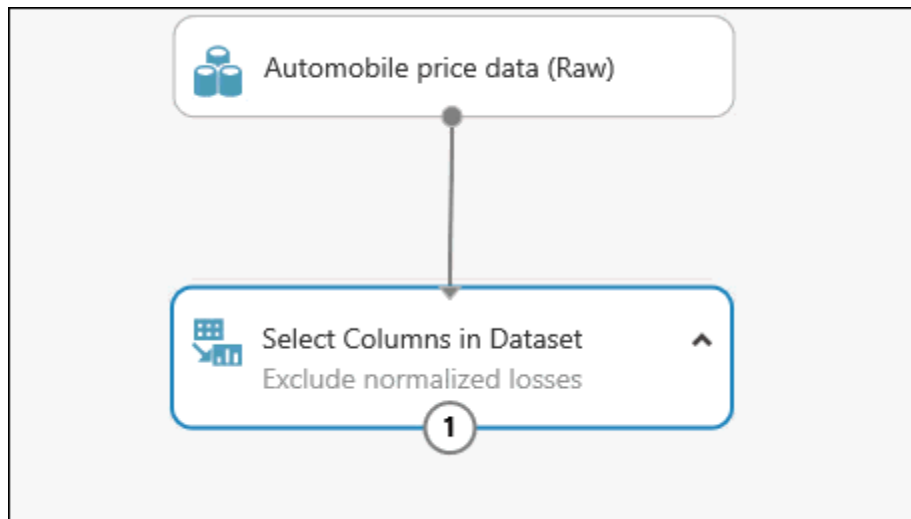 Automobile price data (Raw)
Select Columns in Dataset
Exclude normalized losses
1